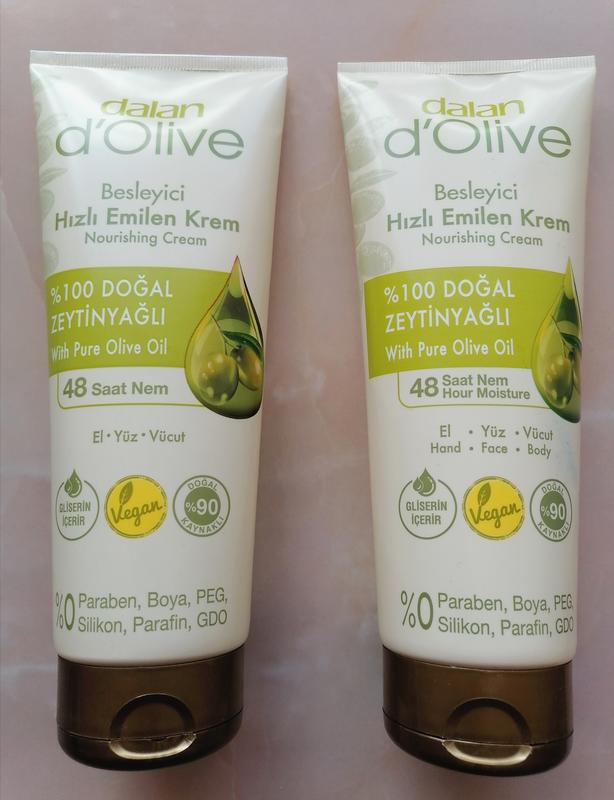 dalan
d'Olive
Besleyici
Hızlı Emilen Krem
Nourishing Cream
%100 DOĞAL
ZEYTİNYAĞLI
With Pure Olive Oil
48 Saat Nem
El • Yüz • Vücut
GLİSERİN
İÇERİR
Vegan
DOĞAL
%90
KAYNAKLI
%0 Paraben, Boya, PEG,
Silikon, Parafin, GDO
dalan
d'Olive
Besleyici
Hızlı Emilen Krem
Nourishing Cream
%100 DOĞAL
ZEYTİNYAĞLI
With Pure Olive Oil
48 Saat Nem
Hour Moisture
El • Yüz • Vücut
Hand • Face • Body
GLİSERİN
İÇERİR
Vegan
DOĞAL
%90
KAYNAKLI
%0 Paraben, Boya, PEG,
Silikon, Parafin, GDO